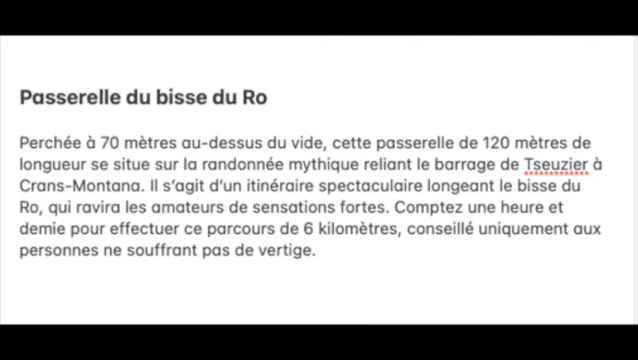 Passerelle du bisse du Ro
Perchée à 70 mètres au-dessus du vide, cette passerelle de 120 mètres de
longueur se situe sur la randonnée mythique reliant le barrage de Tseuzier à
Crans-Montana. Il s’agit d’un itinéraire spectaculaire longeant le bisse du
Ro, qui ravira les amateurs de sensations fortes. Comptez une heure et
demie pour effectuer ce parcours de 6 kilomètres, conseillé uniquement aux
personnes ne souffrant pas de vertige.